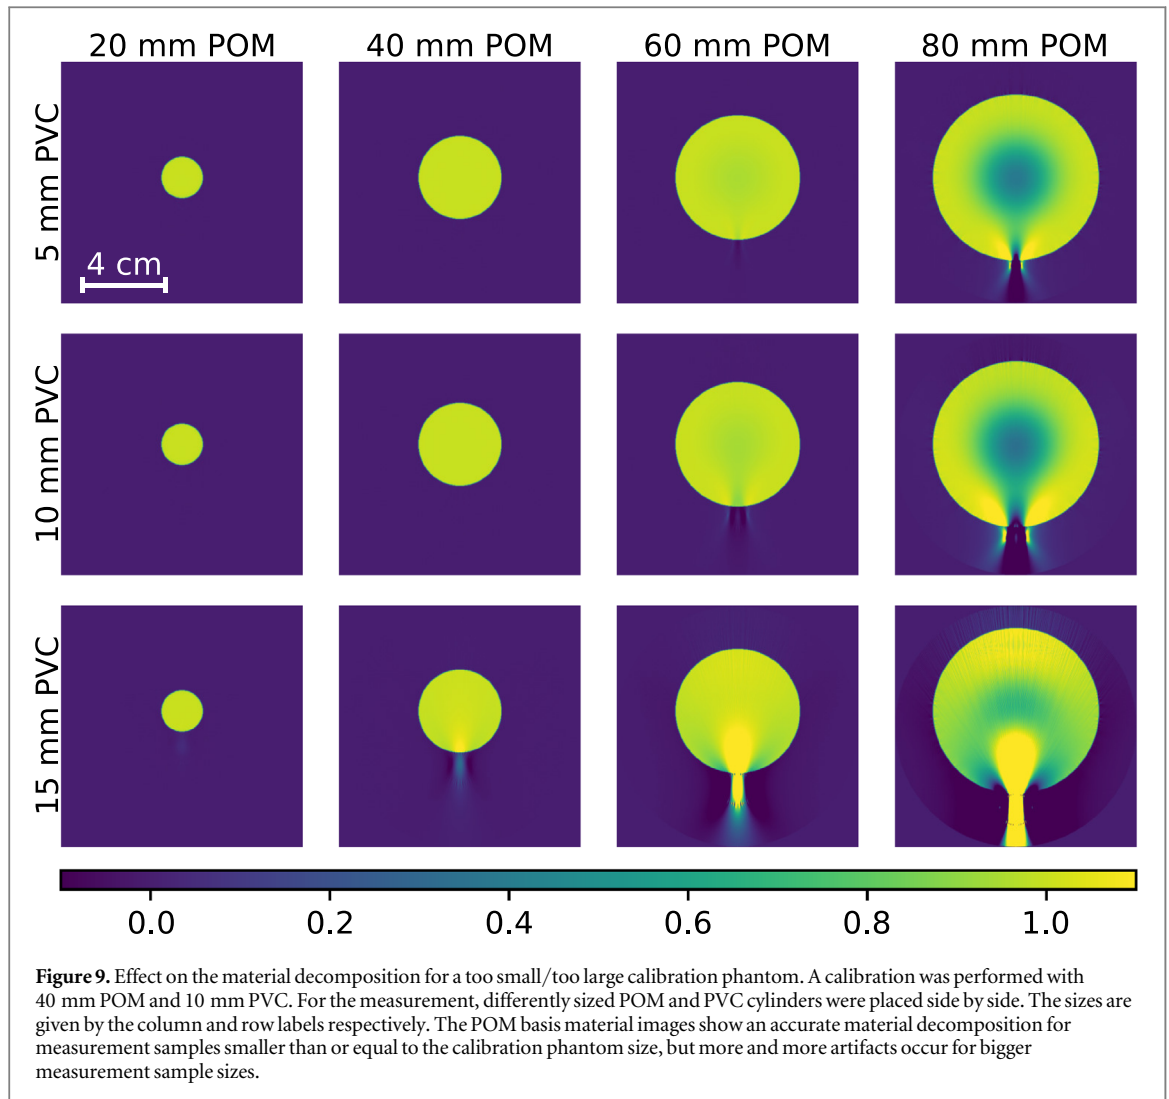 20 mm POM 40 mm POM 60 mm POM 80 mm POM
5 mm PVC
4 cm
10 mm PVC
15 mm PVC
0.0 0.2 0.4 0.6 0.8 1.0
Figure 9. Effect on the material decomposition for a too small/too large calibration phantom. A calibration was performed with
40 mm POM and 10 mm PVC. For the measurement, differently sized POM and PVC cylinders were placed side by side. The sizes are
given by the column and row labels respectively. The POM basis material images show an accurate material decomposition for
measurement samples smaller than or equal to the calibration phantom size, but more and more artifacts occur for bigger
measurement sample sizes.